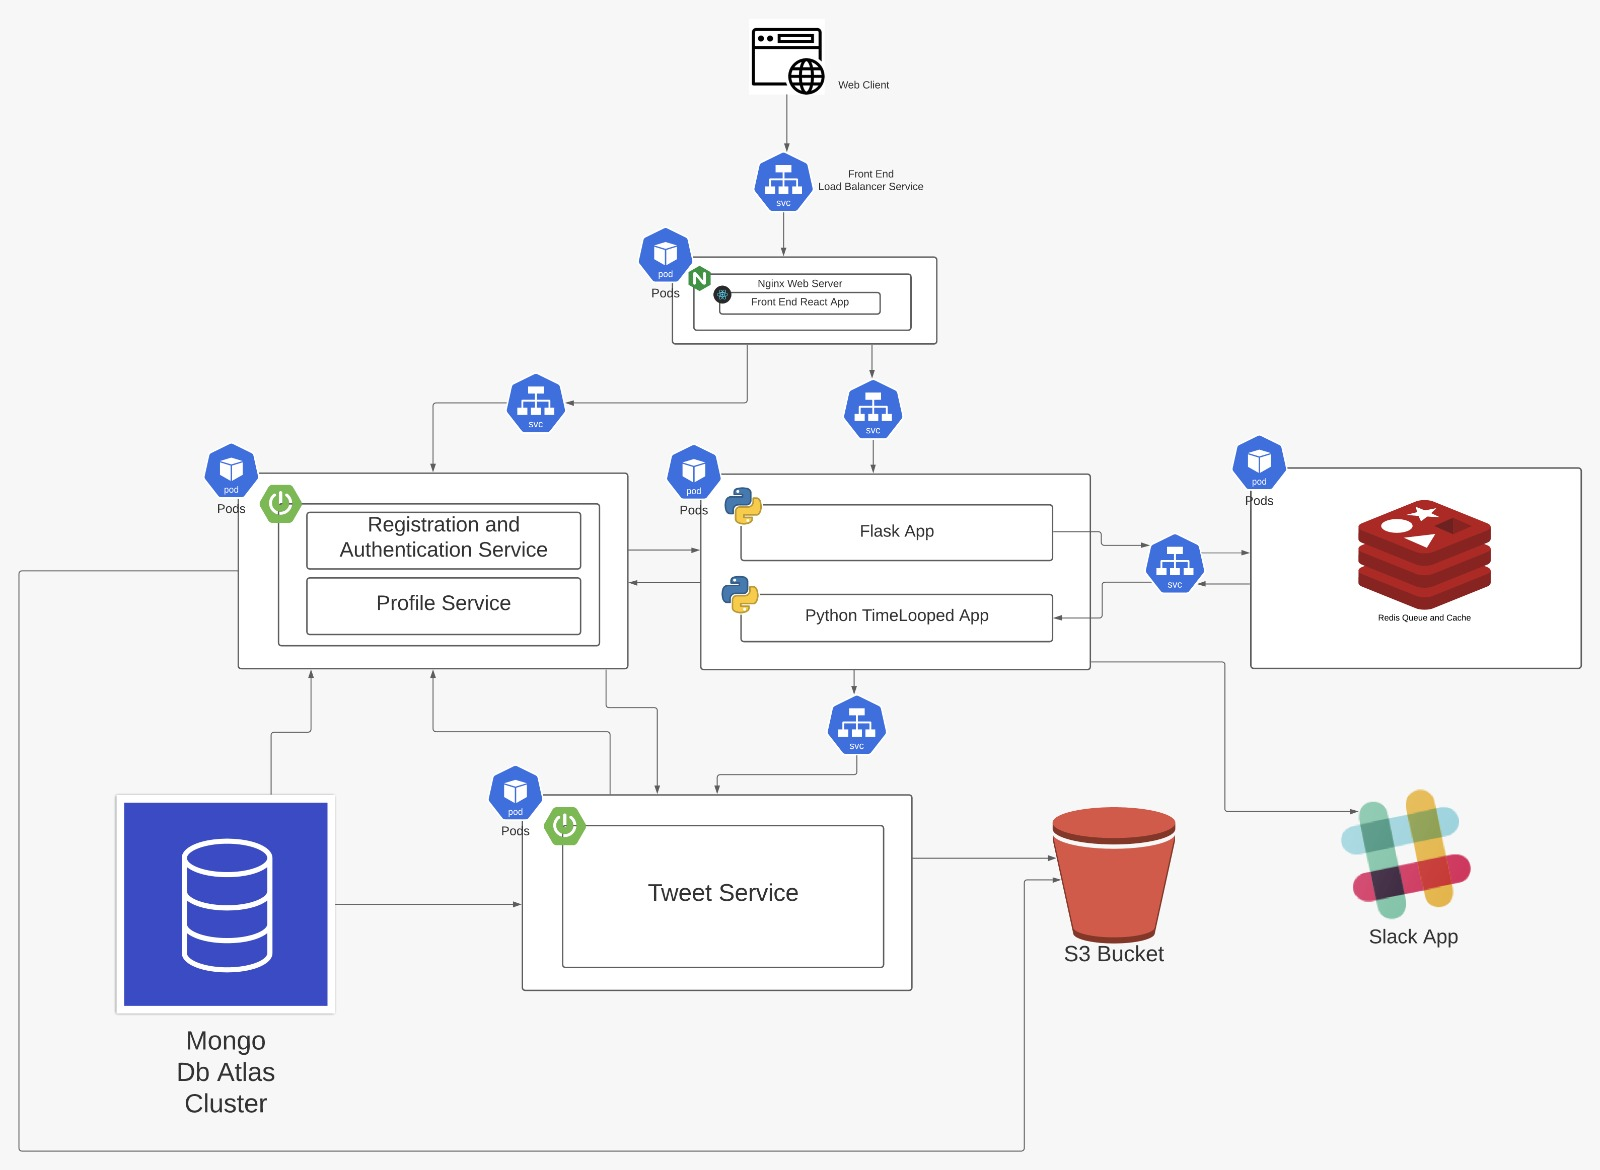 Web Client
svc
Front End
Load Balancer Service
pod
Pods
Nginx Web Server
Front End React App
svc
svc
pod
Pods
Registration and
Authentication Service
Profile Service
pod
Pods
Flask App
Python TimeLooped App
svc
pod
Pods
Redis Queue and Cache
svc
pod
Pods
Tweet Service
S3 Bucket
Slack App
Mongo
Db Atlas
Cluster